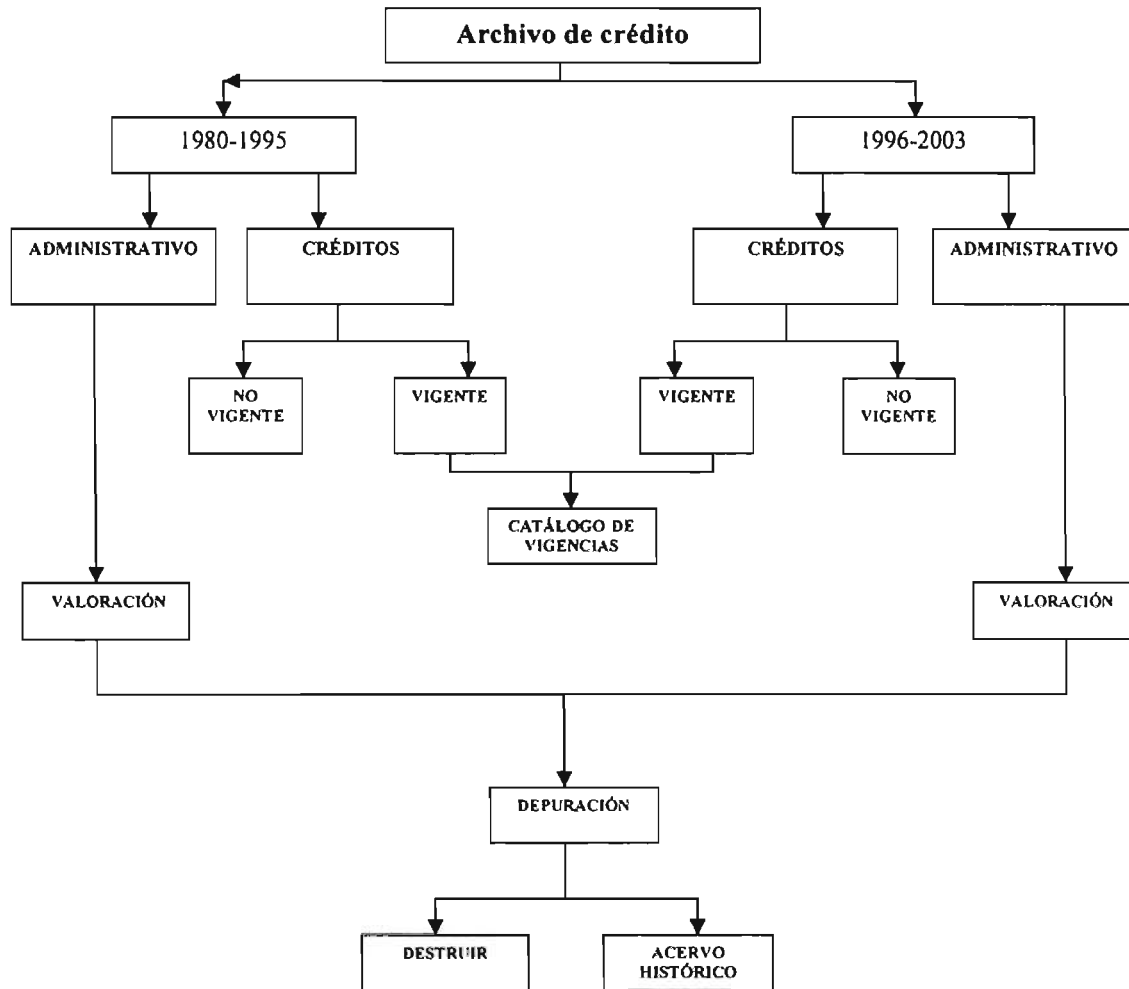 Archivo de crédito
1980-1995
1996-2003
ADMINISTRATIVO
CRÉDITOS
CRÉDITOS
ADMINISTRATIVO
NO
VIGENTE
VIGENTE
VIGENTE
NO
VIGENTE
CATÁLOGO DE
VIGENCIAS
VALORACIÓN
VALORACIÓN
DEPURACIÓN
DESTRUIR
ACERVO
HISTÓRICO